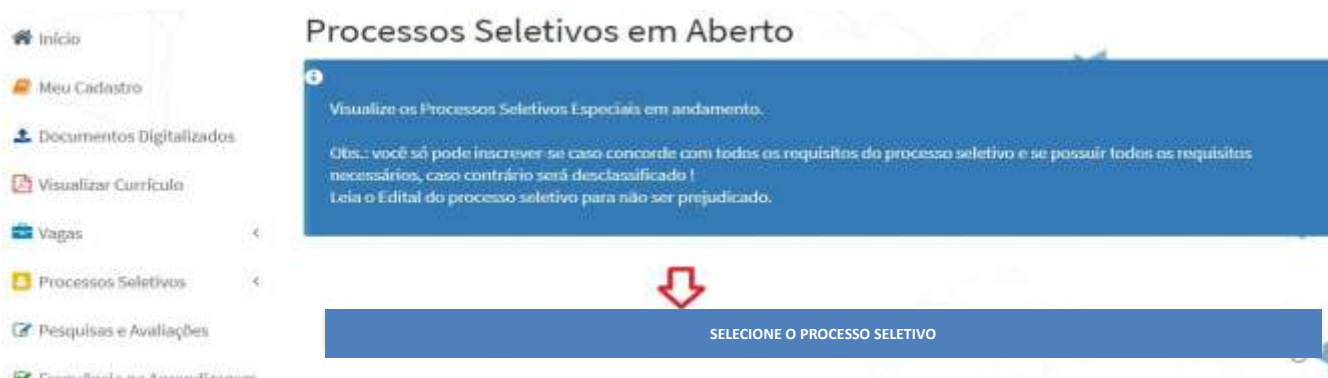 Início
Meu Cadastro
Documentos Digitalizados
Visualizar Currículo
Vagas
Processos Seletivos
Pesquisas e Avaliações
Frequência no Aprendizagem
Processos Seletivos em Aberto
Visualize os Processos Seletivos Especiais em andamento.
Obs.: você só pode inscrever-se caso concorde com todos os requisitos do processo seletivo e se possuir todos os requisitos
necessários, caso contrário será desclassificado !
Leia o Edital do processo seletivo para não ser prejudicado.
SELECIONE O PROCESSO SELETIVO